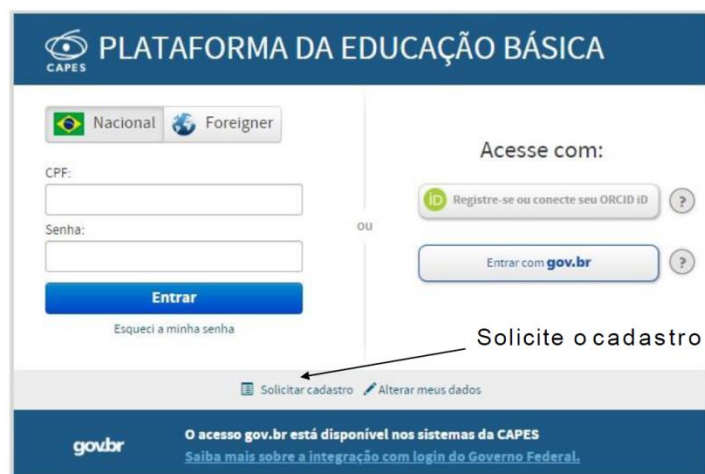 CAPES
PLATAFORMA DA EDUCAÇÃO BÁSICA
Nacional
Foreigner
CPF:
Senha:
Entrar
Esqueci a minha senha
ou
Acesse com:
iD Registre-se ou conecte seu ORCID iD ?
Entrar com gov.br ?
Solicite o cadastro
Solicitar cadastro Alterar meus dados
gov.br
O acesso gov.br está disponível nos sistemas da CAPES
Saiba mais sobre a integração com login do Governo Federal.